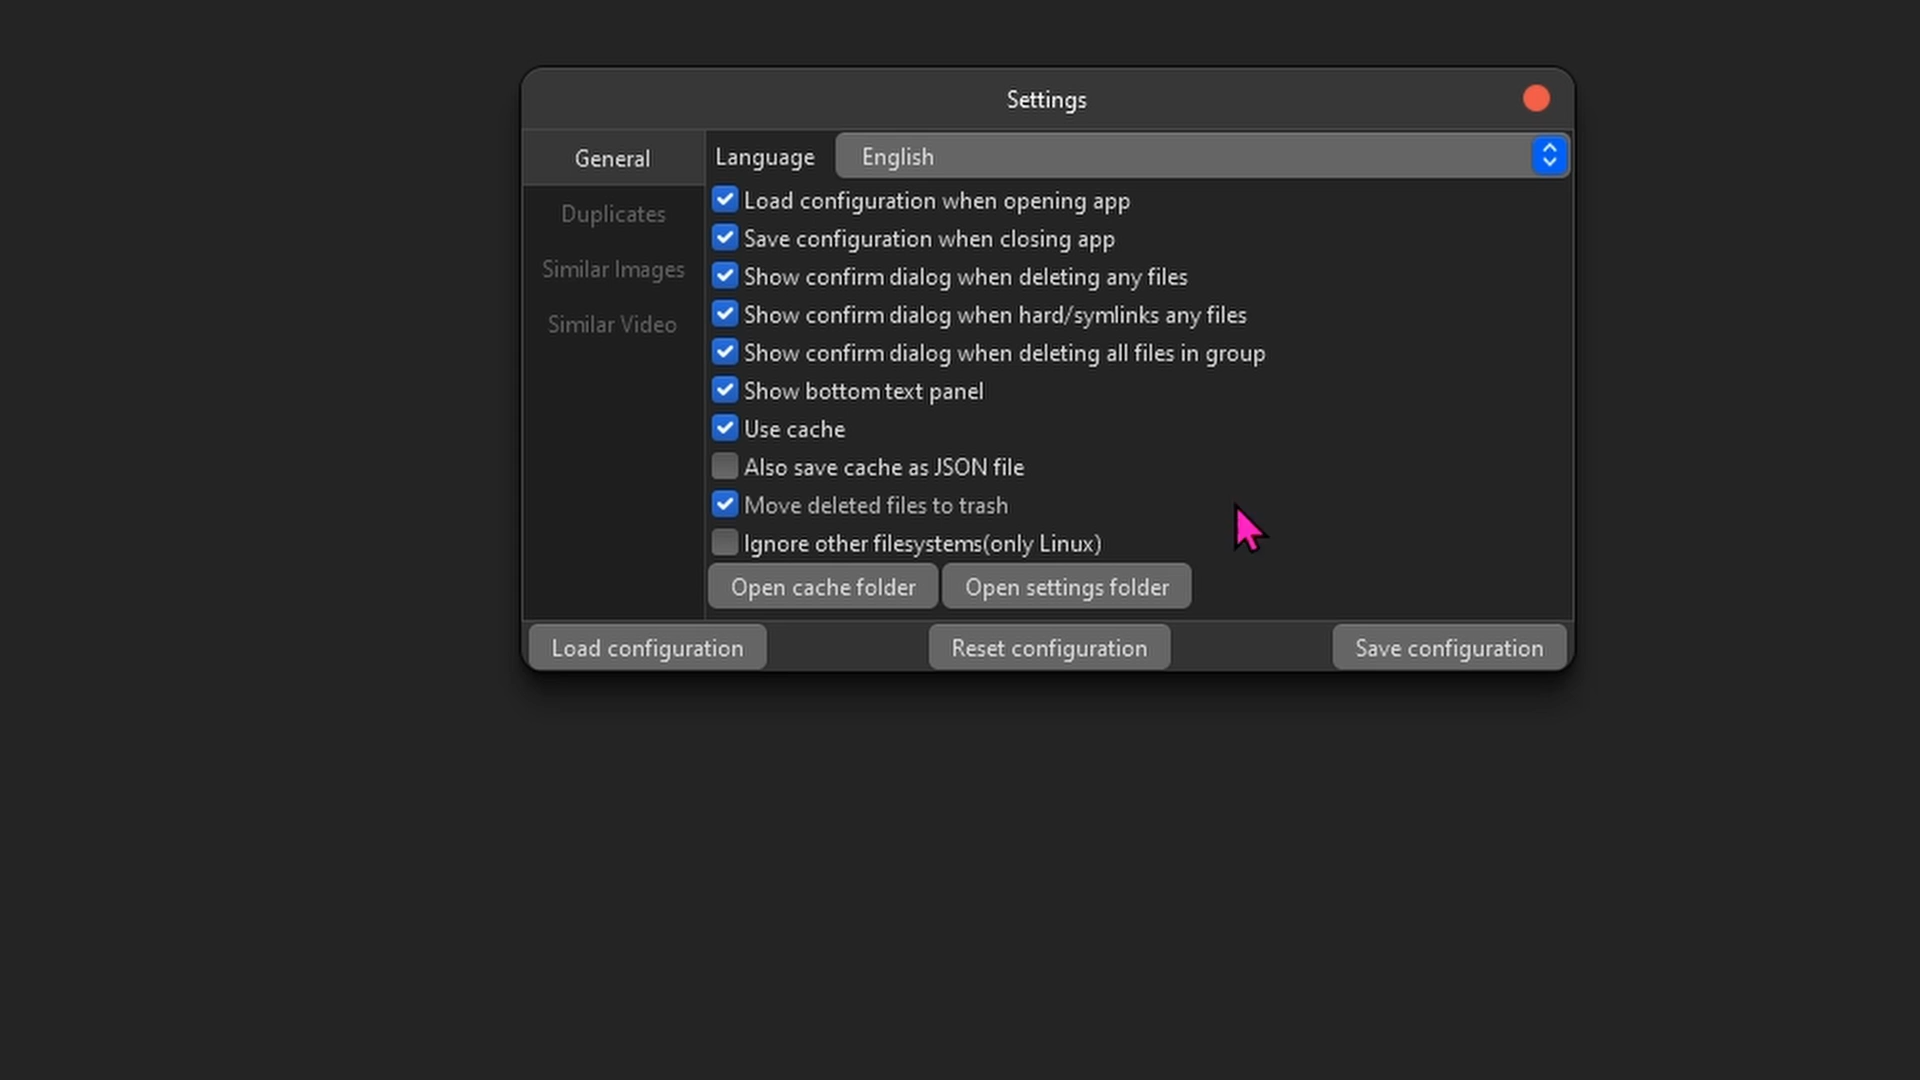 Settings
General
Duplicates
Similar Images
Similar Video
Language
English
Load configuration when opening app
Save configuration when closing app
Show confirm dialog when deleting any files
Show confirm dialog when hard/symlinks any files
Show confirm dialog when deleting all files in group
Show bottom text panel
Use cache
Also save cache as JSON file
Move deleted files to trash
Ignore other filesystems(only Linux)
Open cache folder
Open settings folder
Load configuration
Reset configuration
Save configuration